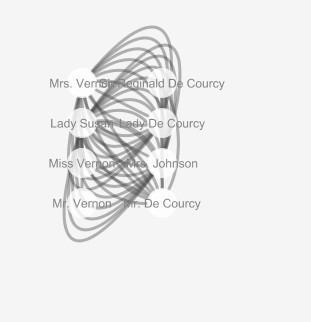 Mrs. Vernon Sir Reginald De Courcy
Lady Susan Lady De Courcy
Miss Vernon Mrs. Johnson
Mr. Vernon Mr. De Courcy